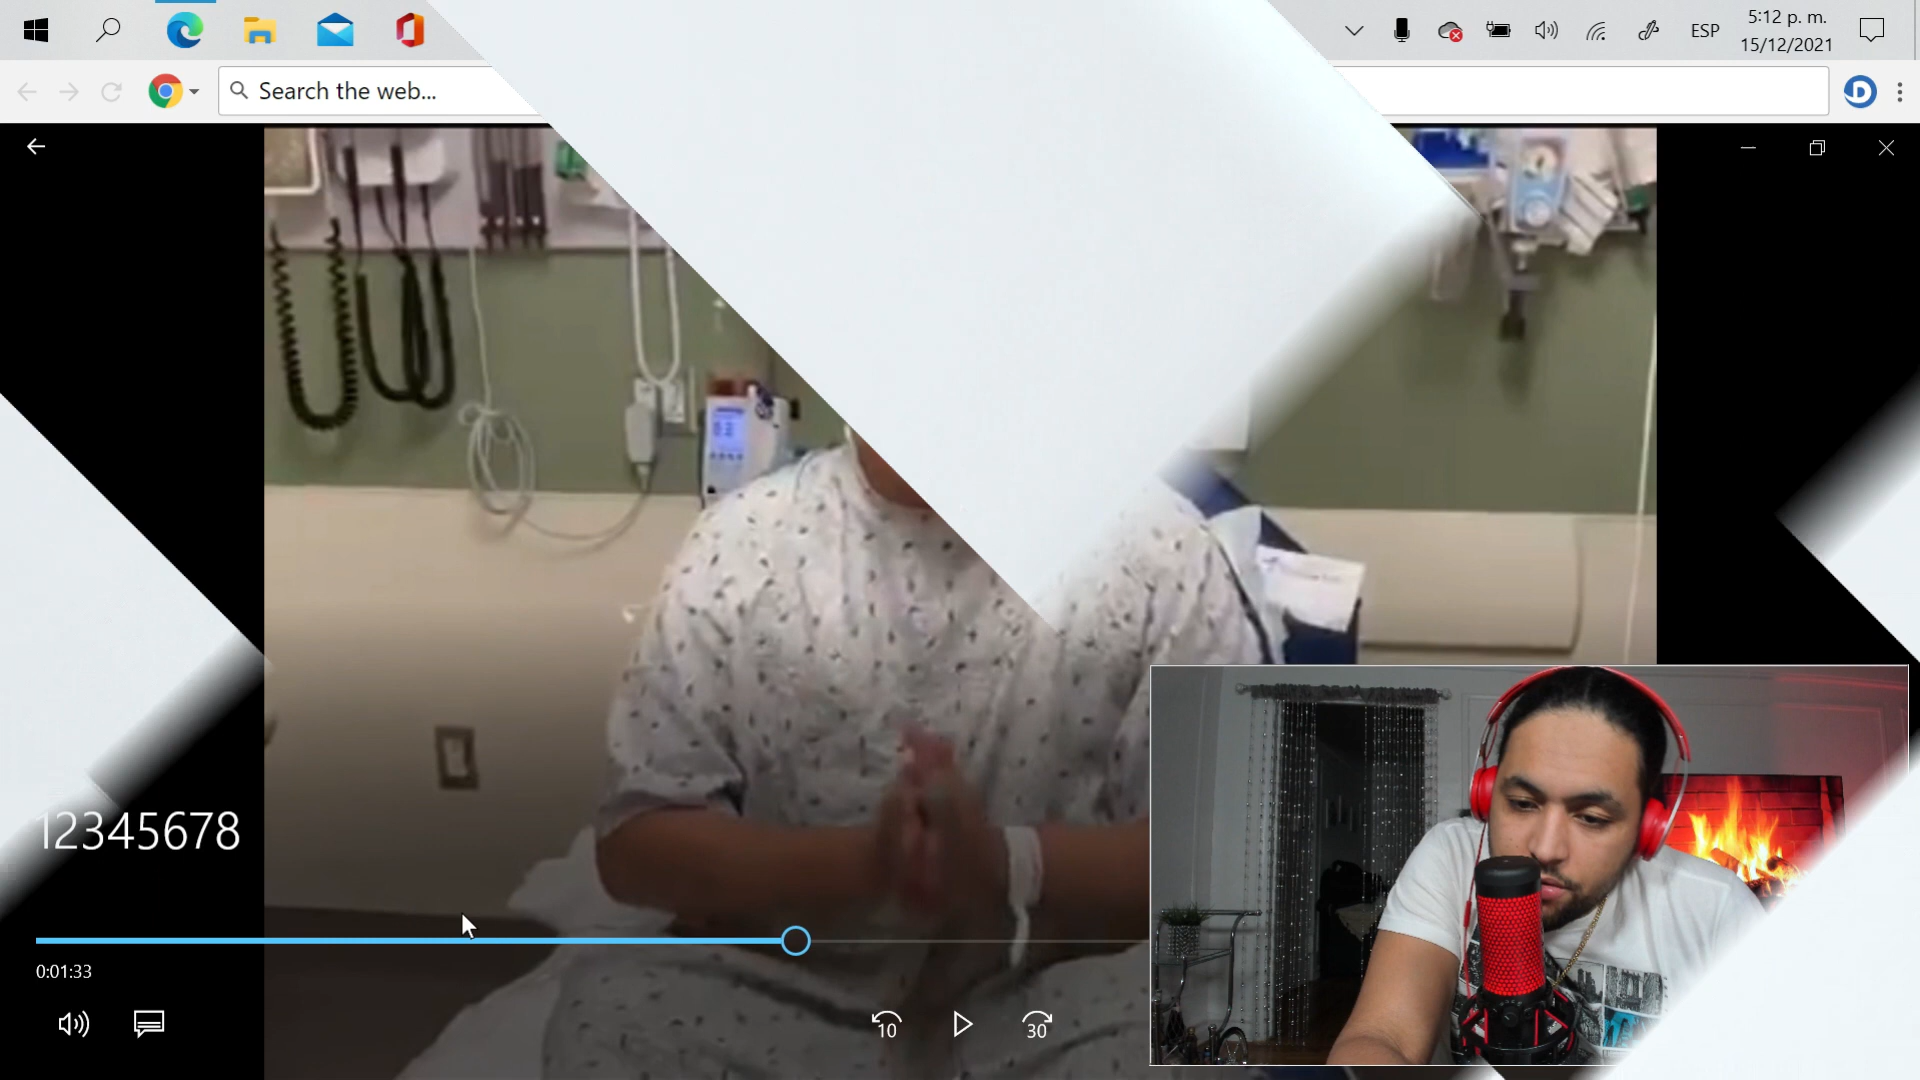 5:12 p. m.
ESP
15/12/2021
Search the web...
12345678
0:01:33
10
30